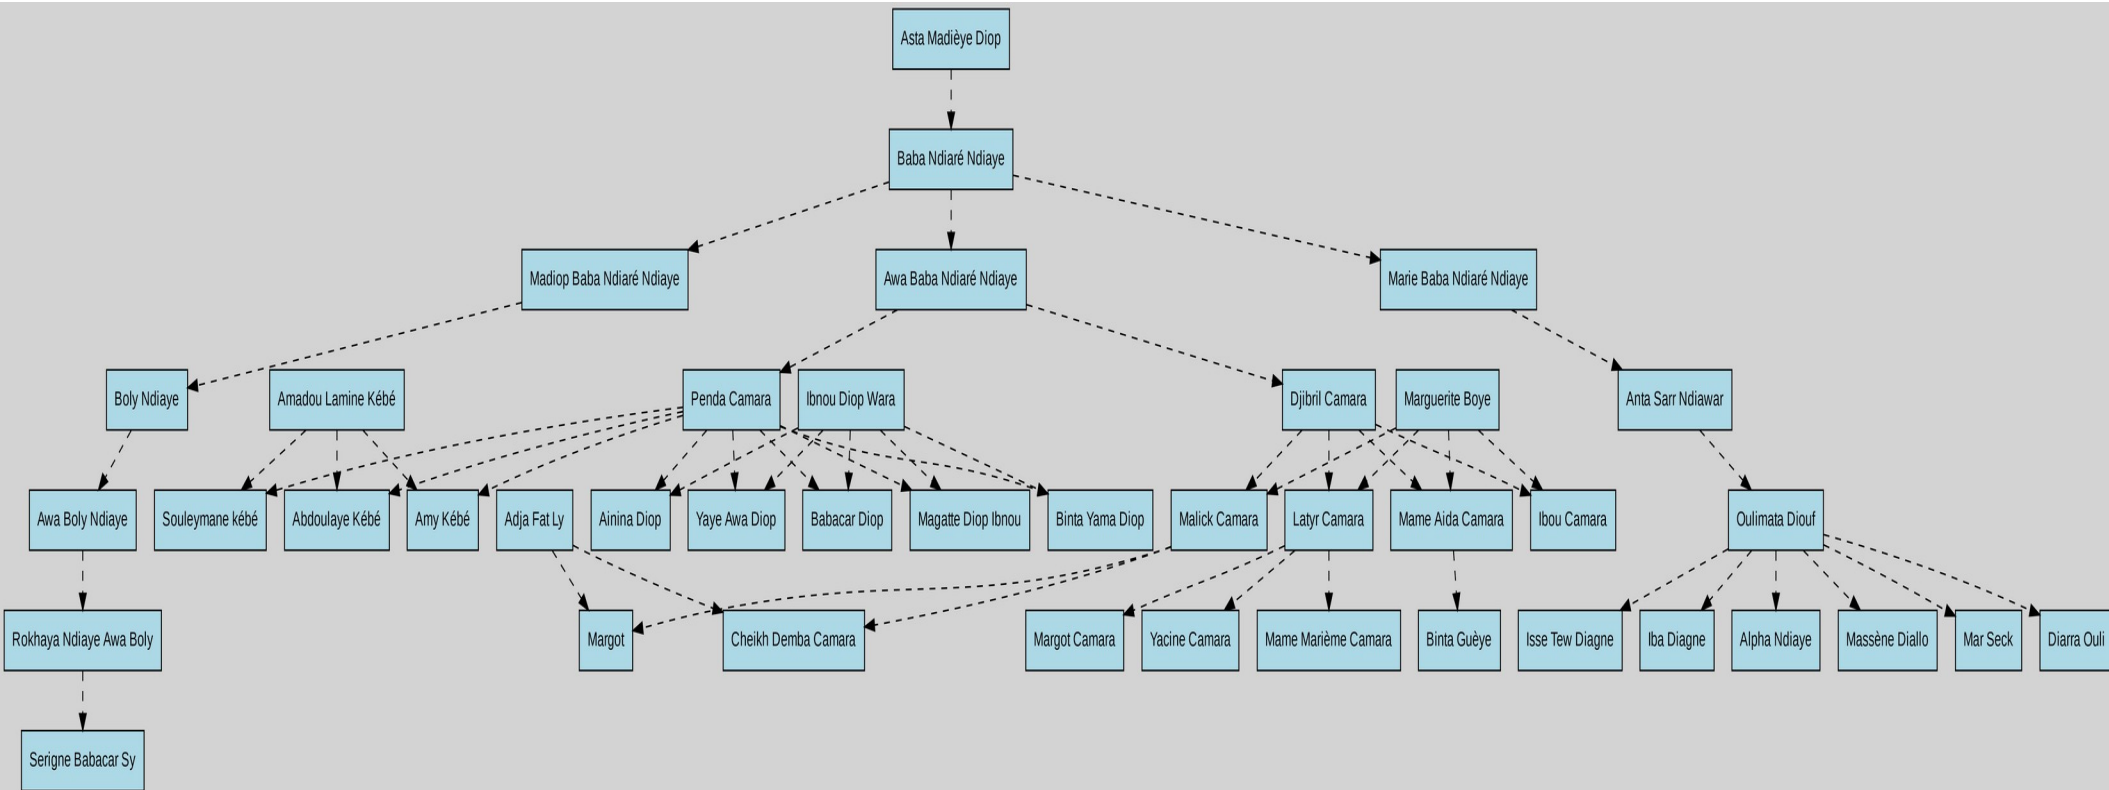 Asta Madièye Diop
Baba Ndiaré Ndiaye
Madiop Baba Ndiaré Ndiaye
Awa Baba Ndiaré Ndiaye
Marie Baba Ndiaré Ndiaye
Boly Ndiaye
Amadou Lamine Kébé
Penda Camara
Ibnou Diop Wara
Djibril Camara
Marguerite Boye
Anta Sarr Ndiawar
Awa Boly Ndiaye
Souleymane kébé
Abdoulaye Kébé
Amy Kébé
Adja Fat Ly
Ainina Diop
Yaye Awa Diop
Babacar Diop
Magatte Diop Ibnou
Binta Yama Diop
Malick Camara
Latyr Camara
Mame Aida Camara
Ibou Camara
Oulimata Diouf
Rokhaya Ndiaye Awa Boly
Margot
Cheikh Demba Camara
Margot Camara
Yacine Camara
Mame Marième Camara
Binta Guèye
Isse Tew Diagne
Iba Diagne
Alpha Ndiaye
Massène Diallo
Mar Seck
Diarra Ouli
Serigne Babacar Sy